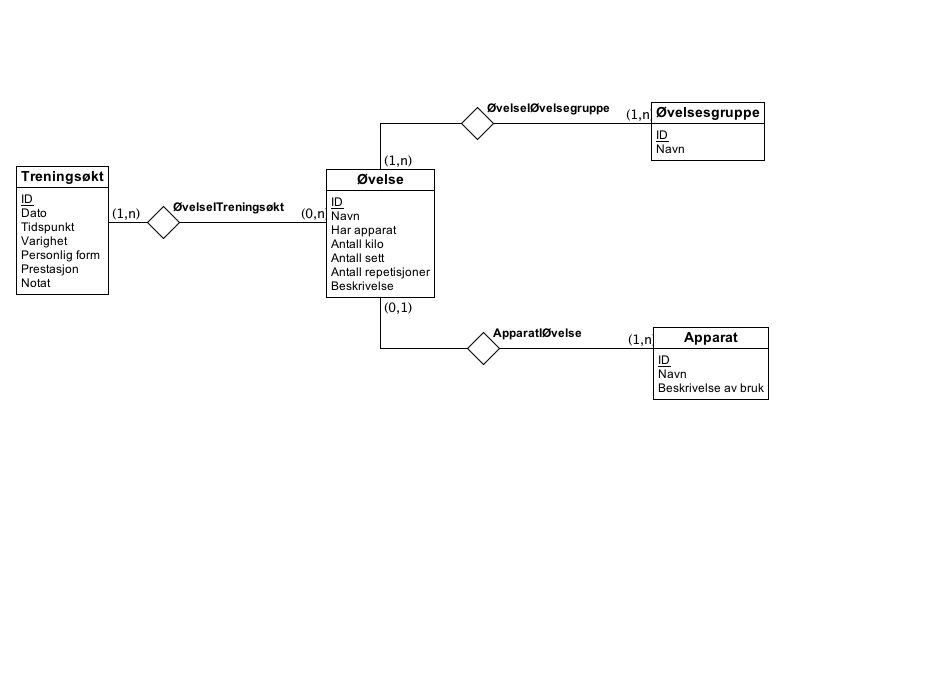 ØvelseIØvelsegruppe
(1,n
Øvelsesgruppe
ID
Navn
(1,n)
Treningsøkt
ID
Dato
Tidspunkt
Varighet
Personlig form
Prestasjon
Notat
(1,n)
ØvelseITreningsøkt
(0,n
Øvelse
ID
Navn
Har apparat
Antall kilo
Antall sett
Antall repetisjoner
Beskrivelse
(0,1)
ApparatIØvelse
(1,n
Apparat
ID
Navn
Beskrivelse av bruk